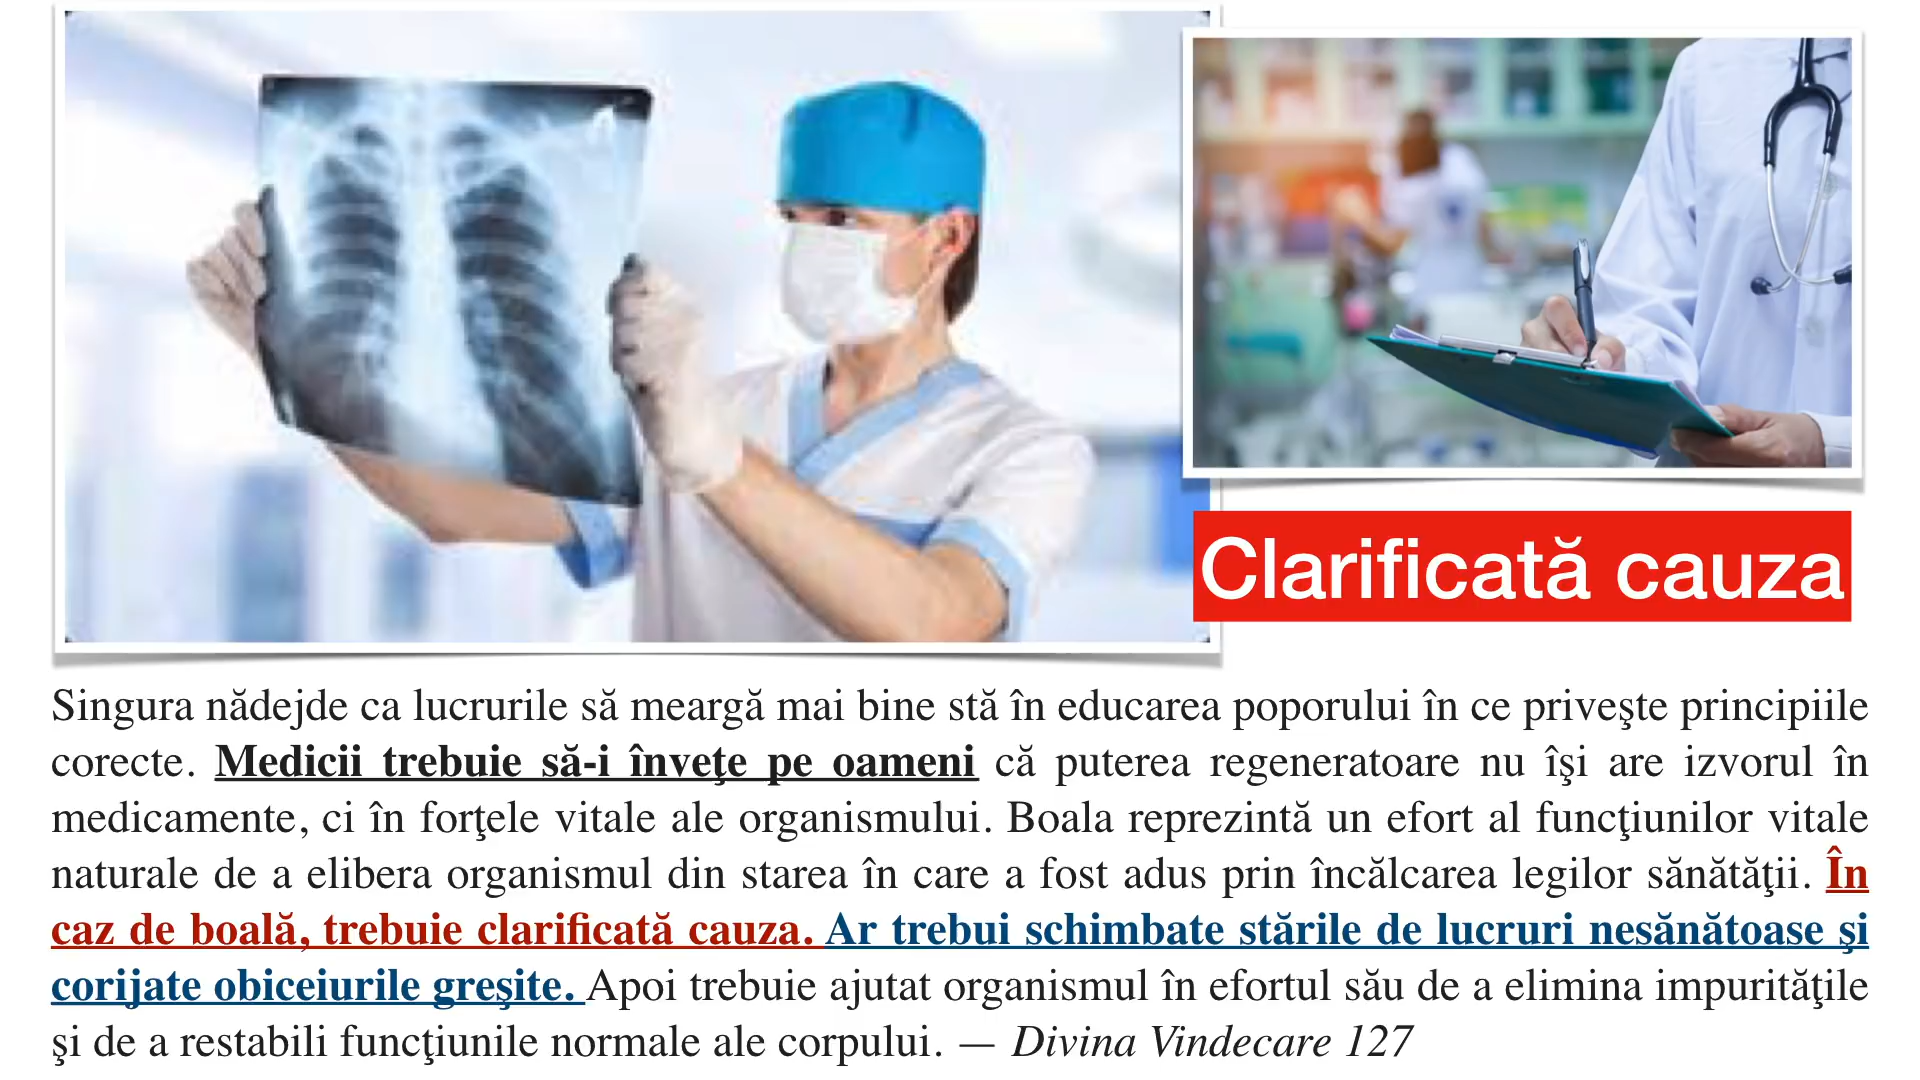 Clarificată cauza
Singura nădejde ca lucrurile să meargă mai bine stă în educarea poporului în ce priveşte principiile
corecte. Medicii trebuie să-i înveţe pe oameni că puterea regeneratoare nu îşi are izvorul în
medicamente, ci în forţele vitale ale organismului. Boala reprezintă un efort al funcţiunilor vitale
naturale de a elibera organismul din starea în care a fost adus prin încălcarea legilor sănătăţii. În
caz de boală, trebuie clarificată cauza. Ar trebui schimbate stările de lucruri nesănătoase şi
corijate obiceiurile greşite. Apoi trebuie ajutat organismul în efortul său de a elimina impurităţile
şi de a restabili funcţiunile normale ale corpului. — Divina Vindecare 127